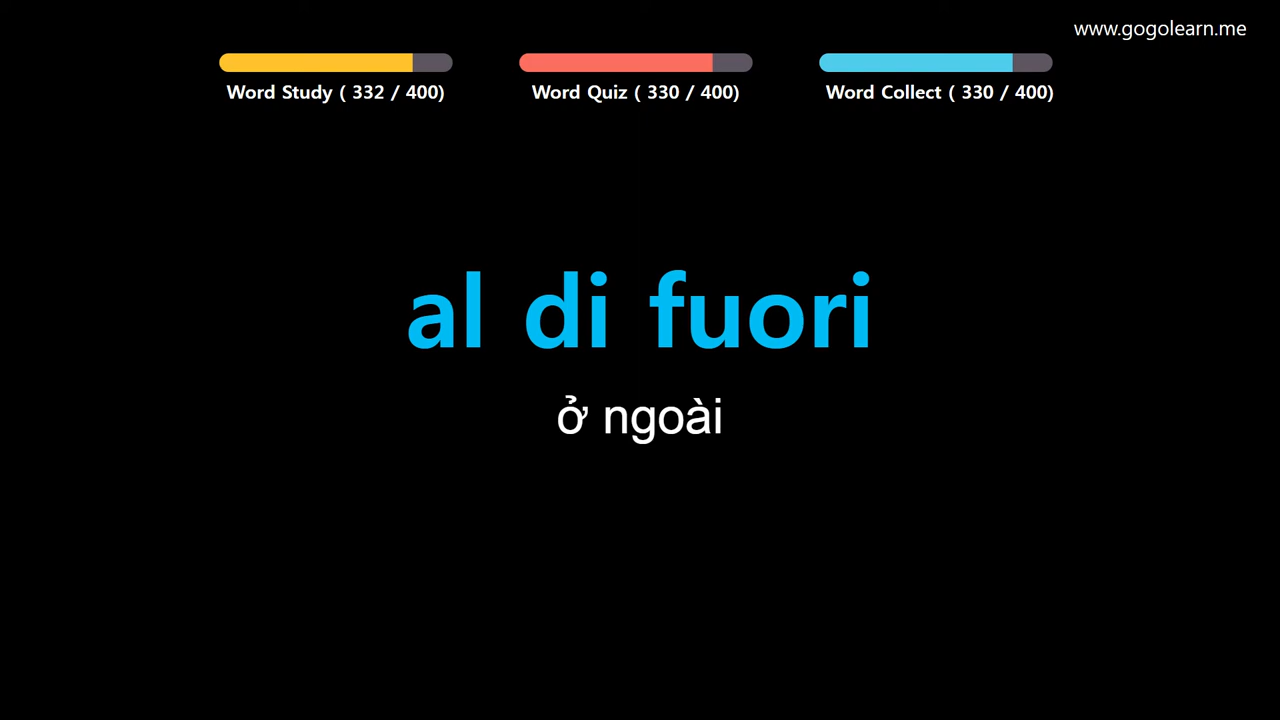 www.gogolearn.me
Word Study ( 332 / 400)
Word Quiz ( 330 / 400)
Word Collect ( 330 / 400)
al di fuori
ở ngoài